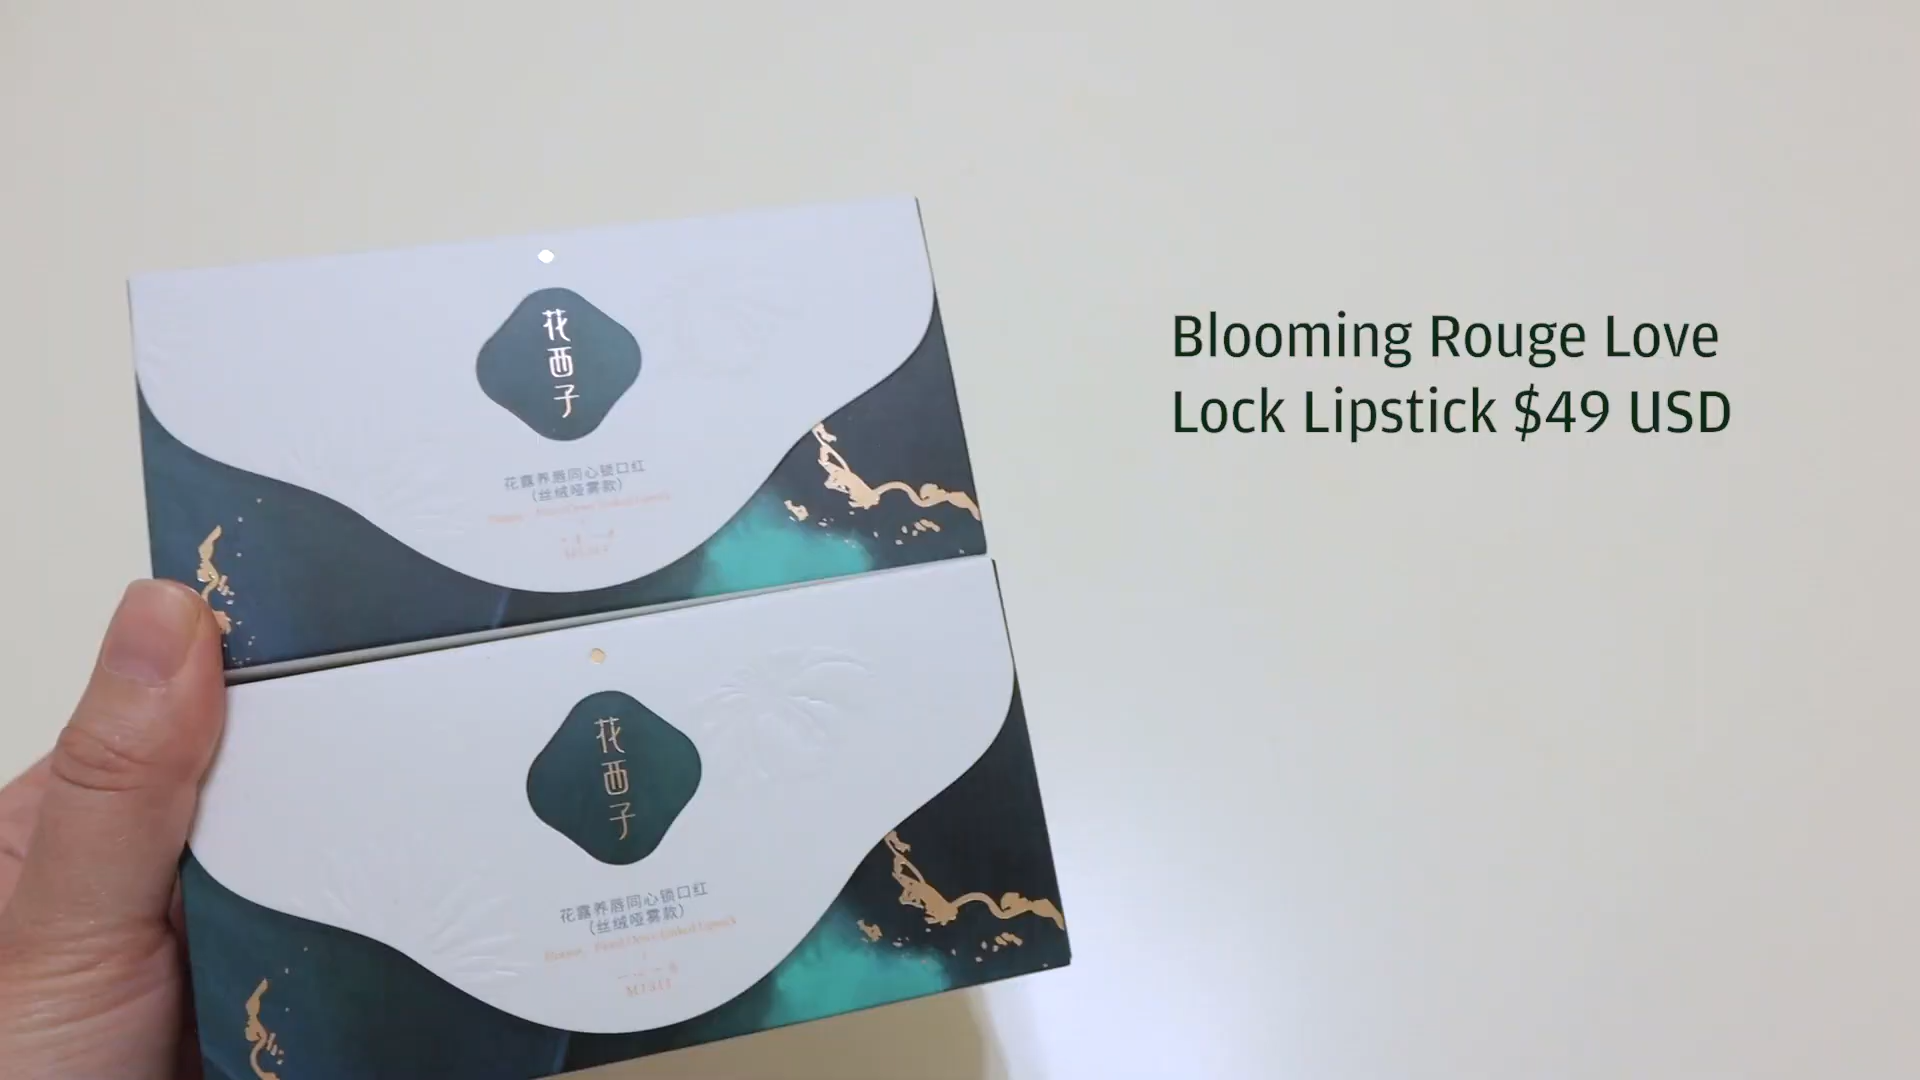 花西子
花露养唇同心锁口红
(丝绒哑雾款)
花西子
花露养唇同心锁口红
(丝绒哑雾款)
M1311
Blooming Rouge Love
Lock Lipstick $49 USD